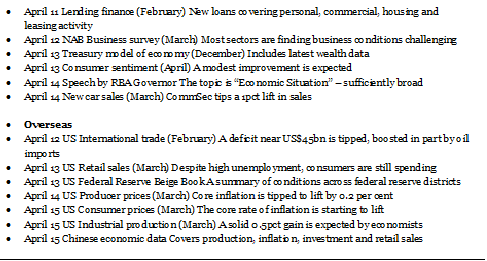 • April 11 Lending finance (February) New loans covering personal, commercial, housing and
leasing activity
• April 12 NAB Business survey (March) Most sectors are finding business conditions challenging
• April 13 Treasury model of economy (December) Includes latest wealth data
• April 13 Consumer sentiment (April) A modest improvement is expected
• April 14 Speech by RBA Governor The topic is “Economic Situation” – sufficiently broad
• April 14 New car sales (March) CommSec tips a 1pct lift in sales
• Overseas
• April 12 US International trade (February) A deficit near US$45bn is tipped, boosted in part by oil
imports
• April 13 US Retail sales (March) Despite high unemployment, consumers are still spending
• April 13 US Federal Reserve Beige Book A summary of conditions across federal reserve districts
• April 14 US Producer prices (March) Core inflation is tipped to lift by 0.2 per cent
• April 15 US Consumer prices (March) The core rate of inflation is starting to lift
• April 15 US Industrial production (March) A solid 0.5pct gain is expected by economists
• April 15 Chinese economic data Covers production, inflation, investment and retail sales